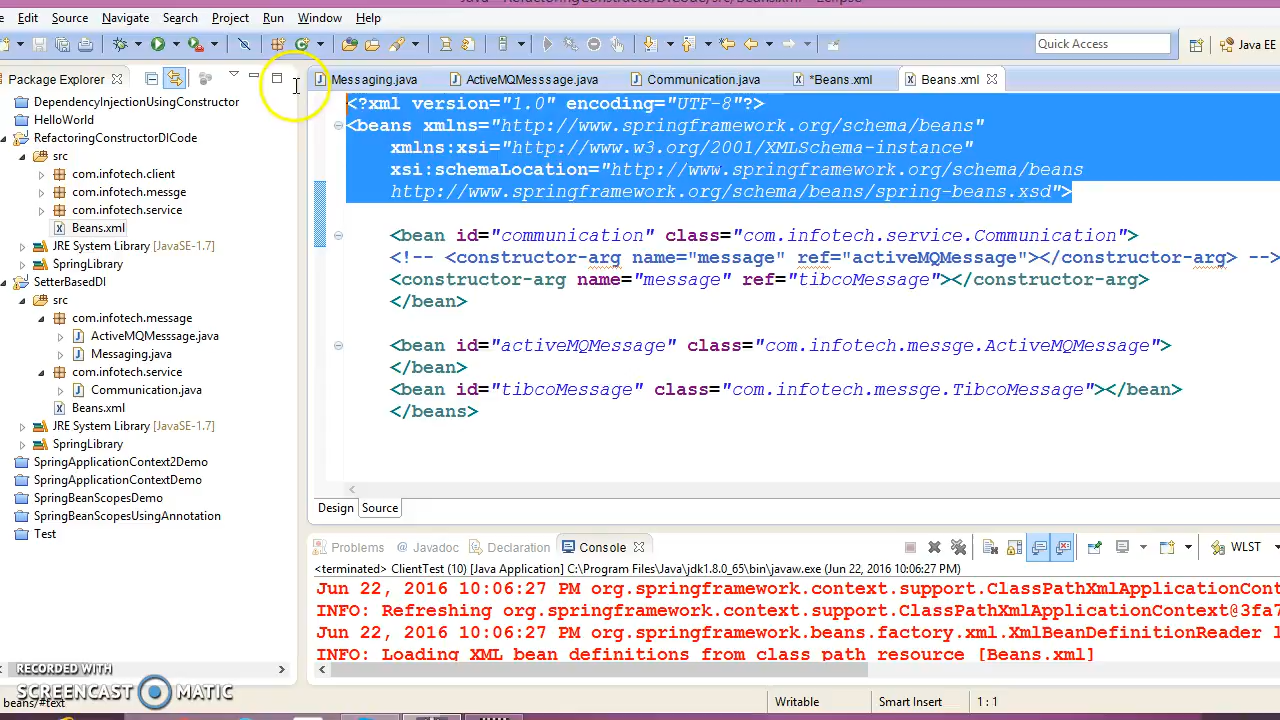 Java - RefactoringConstructorDICode/src/Beans.xml - Eclipse
Edit Source Navigate Search Project Run Window Help
Quick Access
Java EE
Package Explorer
Messaging.java
ActiveMQMesssage.java
Communication.java
*Beans.xml
Beans.xml
DependencyInjectionUsingConstructor
HelloWorld
RefactoringConstructorDICode
src
com.infotech.client
com.infotech.messge
com.infotech.service
Beans.xml
JRE System Library [JavaSE-1.7]
SpringLibrary
SetterBasedDI
src
com.infotech.message
ActiveMQMesssage.java
Messaging.java
com.infotech.service
Communication.java
Beans.xml
JRE System Library [JavaSE-1.7]
SpringLibrary
SpringApplicationContext2Demo
SpringApplicationContextDemo
SpringBeanScopesDemo
SpringBeanScopesUsingAnnotation
Test
<?xml version="1.0" encoding="UTF-8"?>
<beans xmlns="http://www.springframework.org/schema/beans"
xmlns:xsi="http://www.w3.org/2001/XMLSchema-instance"
xsi:schemaLocation="http://www.springframework.org/schema/beans
http://www.springframework.org/schema/beans/spring-beans.xsd">
<bean id="communication" class="com.infotech.service.Communication">
<!-- <constructor-arg name="message" ref="activeMQMessage"></constructor-arg> -->
<constructor-arg name="message" ref="tibcoMessage"></constructor-arg>
</bean>
<bean id="activeMQMessage" class="com.infotech.messge.ActiveMQMessage">
</bean>
<bean id="tibcoMessage" class="com.infotech.messge.TibcoMessage"></bean>
</beans>
Design Source
Problems
Javadoc
Declaration
Console
WLST
<terminated> ClientTest (10) [Java Application] C:\Program Files\Java\jdk1.8.0_65\bin\javaw.exe (Jun 22, 2016 10:06:27 PM)
Jun 22, 2016 10:06:27 PM org.springframework.context.support.ClassPathXmlApplicationCont
INFO: Refreshing org.springframework.context.support.ClassPathXmlApplicationContext@3fa7
Jun 22, 2016 10:06:27 PM org.springframework.beans.factory.xml.XmlBeanDefinitionReader l
INFO: Loading XML bean definitions from class path resource [Beans.xml]
RECORDED WITH
SCREENCAST MATIC
beans/#text
Writable
Smart Insert
1 : 1